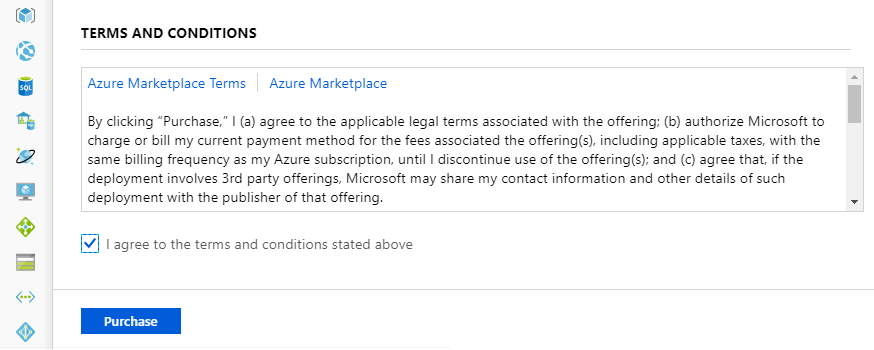 TERMS AND CONDITIONS
Azure Marketplace Terms Azure Marketplace
By clicking “Purchase,” I (a) agree to the applicable legal terms associated with the offering; (b) authorize Microsoft to
charge or bill my current payment method for the fees associated the offering(s), including applicable taxes, with the
same billing frequency as my Azure subscription, until I discontinue use of the offering(s); and (c) agree that, if the
deployment involves 3rd party offerings, Microsoft may share my contact information and other details of such
deployment with the publisher of that offering.
I agree to the terms and conditions stated above
Purchase
SQL